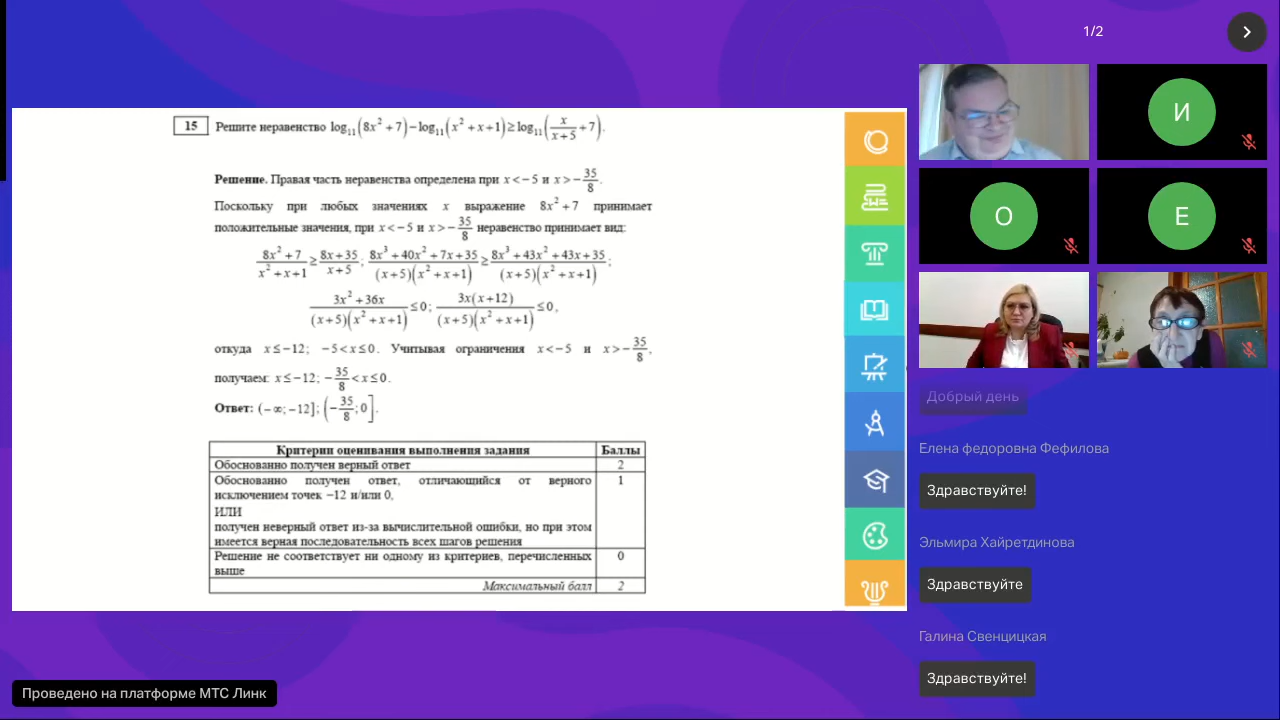 1/2
15 Решите неравенство log₁₁(8x²+7)−log₁₁(x²+x+1)≥log₁₁(x/(x+5)+7).
Решение. Правая часть неравенства определена при x<−5 и x>−35/8.
Поскольку при любых значениях x выражение 8x²+7 принимает
положительные значения, при x<−5 и x>−35/8 неравенство принимает вид:
(8x²+7)/(x²+x+1)≥(8x+35)/(x+5); (8x³+40x²+7x+35)/((x+5)(x²+x+1))≥(8x³+43x²+43x+35)/((x+5)(x²+x+1));
(3x²+36x)/((x+5)(x²+x+1))≤0; 3x(x+12)/((x+5)(x²+x+1))≤0,
откуда x≤−12; −5<x≤0. Учитывая ограничения x<−5 и x>−35/8,
получаем: x≤−12; −35/8<x≤0.
Ответ: (−∞;−12]; (−35/8;0].
Критерии оценивания выполнения задания Баллы
Обоснованно получен верный ответ 2
Обоснованно получен ответ, отличающийся от верного 1
исключением точек −12 и/или 0,
ИЛИ
получен неверный ответ из-за вычислительной ошибки, но при этом
имеется верная последовательность всех шагов решения
Решение не соответствует ни одному из критериев, перечисленных 0
выше
Максимальный балл 2
И
О
Е
Добрый день
Елена федоровна Фефилова
Здравствуйте!
Эльмира Хайретдинова
Здравствуйте
Галина Свенцицкая
Здравствуйте!
Проведено на платформе МТС Линк